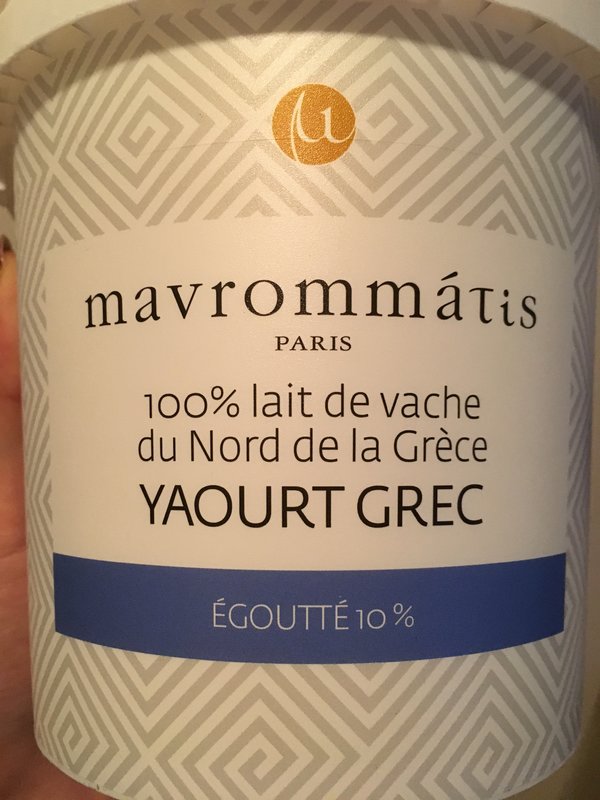 μ
mavrommátis
PARIS
100% lait de vache
du Nord de la Grèce
YAOURT GREC
ÉGOUTTÉ 10 %